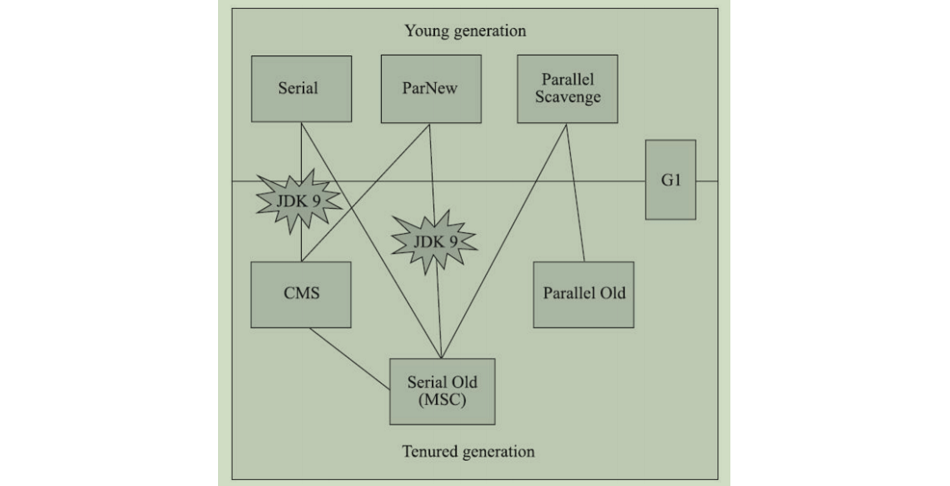 Young generation
Serial
ParNew
Parallel
Scavenge
G1
JDK 9
JDK 9
CMS
Parallel Old
Serial Old
(MSC)
Tenured generation